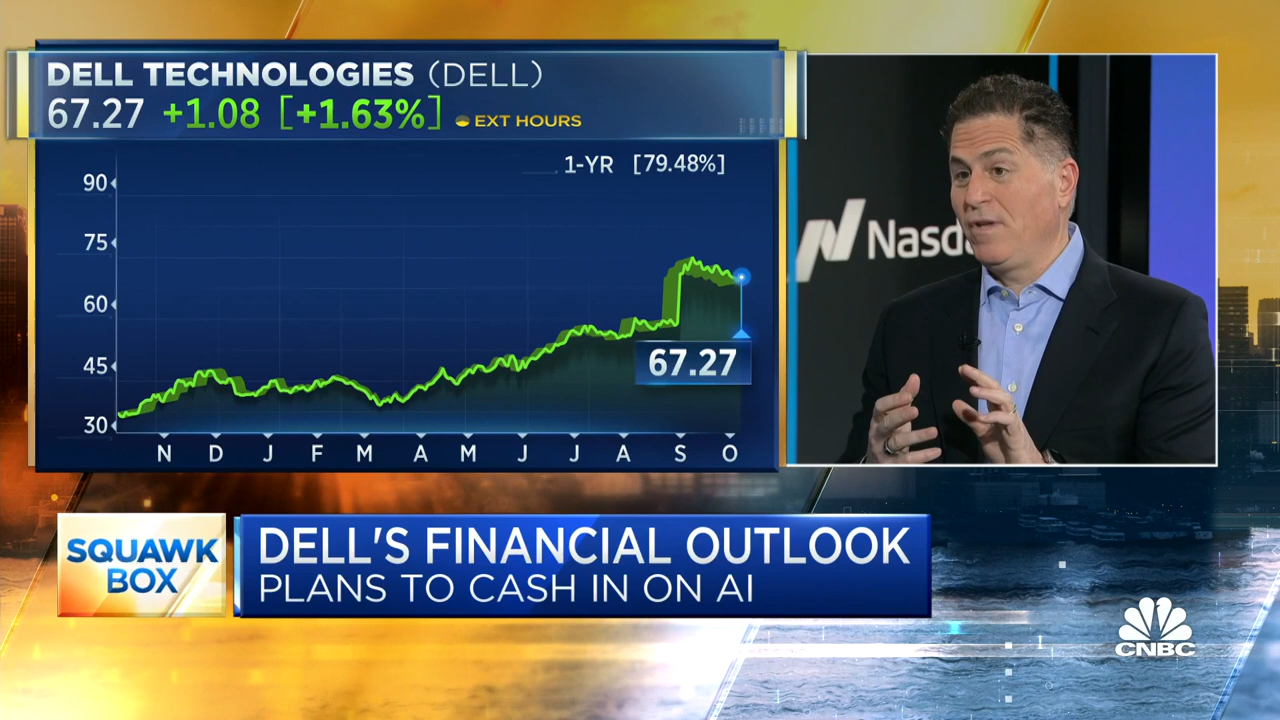 DELL TECHNOLOGIES (DELL)
67.27 +1.08 [+1.63%] EXT HOURS
1-YR [79.48%]
90
75
60
45
30
67.27
N D J F M A M J J A S O
Nasda
SQUAWK
BOX
DELL'S FINANCIAL OUTLOOK
PLANS TO CASH IN ON AI
CNBC